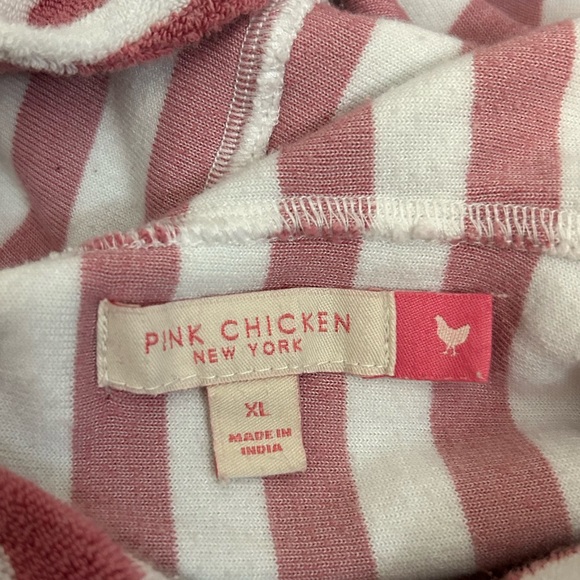 PINK CHICKEN
NEW YORK
XL
MADE IN
INDIA